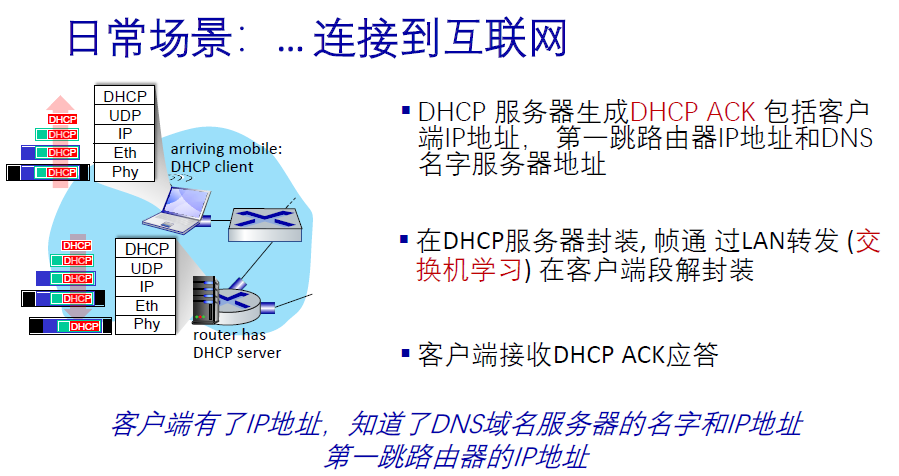 日常场景：... 连接到互联网
DHCP
UDP
IP
Eth
Phy
DHCP
DHCP
DHCP
DHCP
arriving mobile:
DHCP client
DHCP
UDP
IP
Eth
Phy
DHCP
DHCP
DHCP
DHCP
DHCP
router has
DHCP server
▪ DHCP 服务器生成DHCP ACK 包括客户
端IP地址， 第一跳路由器IP地址和DNS
名字服务器地址
▪ 在DHCP服务器封装, 帧通 过LAN转发 (交
换机学习) 在客户端段解封装
▪ 客户端接收DHCP ACK应答
客户端有了IP地址，知道了DNS域名服务器的名字和IP地址
第一跳路由器的IP地址